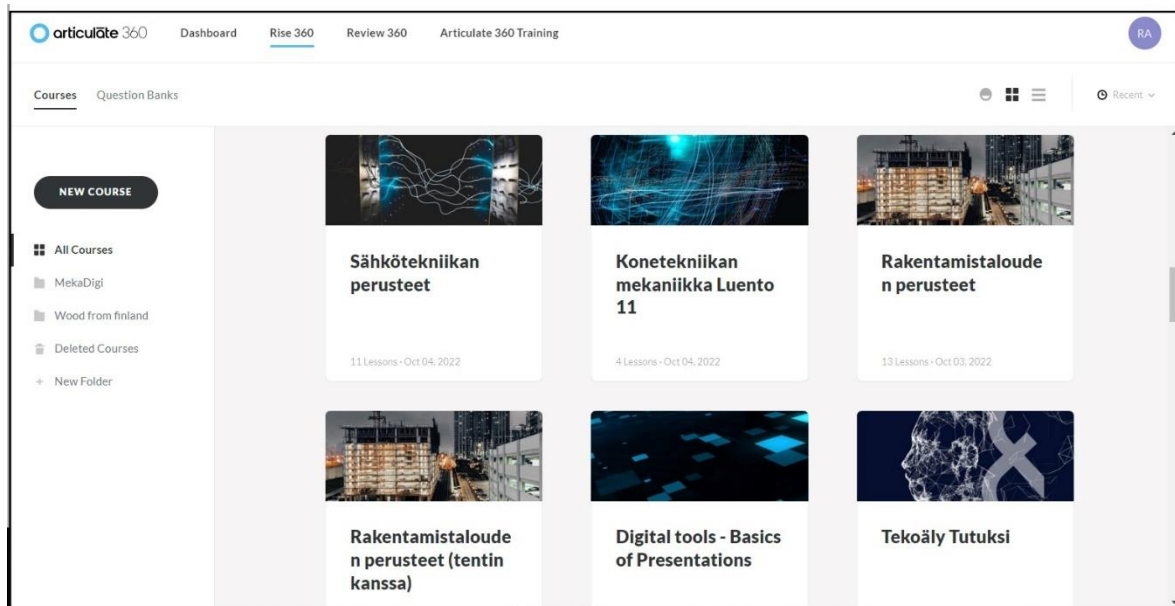 articulate 360 Dashboard Rise 360 Review 360 Articulate 360 Training RA
Courses Question Banks Recent
NEW COURSE
All Courses
MekaDigi
Wood from finland
Deleted Courses
+ New Folder
Sähkötekniikan
perusteet
11 Lessons · Oct 04, 2022
Konetekniikan
mekaniikka Luento
11
4 Lessons · Oct 04, 2022
Rakentamistaloude
n perusteet
13 Lessons · Oct 03, 2022
Rakentamistaloude
n perusteet (tentin
kanssa)
Digital tools - Basics
of Presentations
Tekoäly Tutuksi